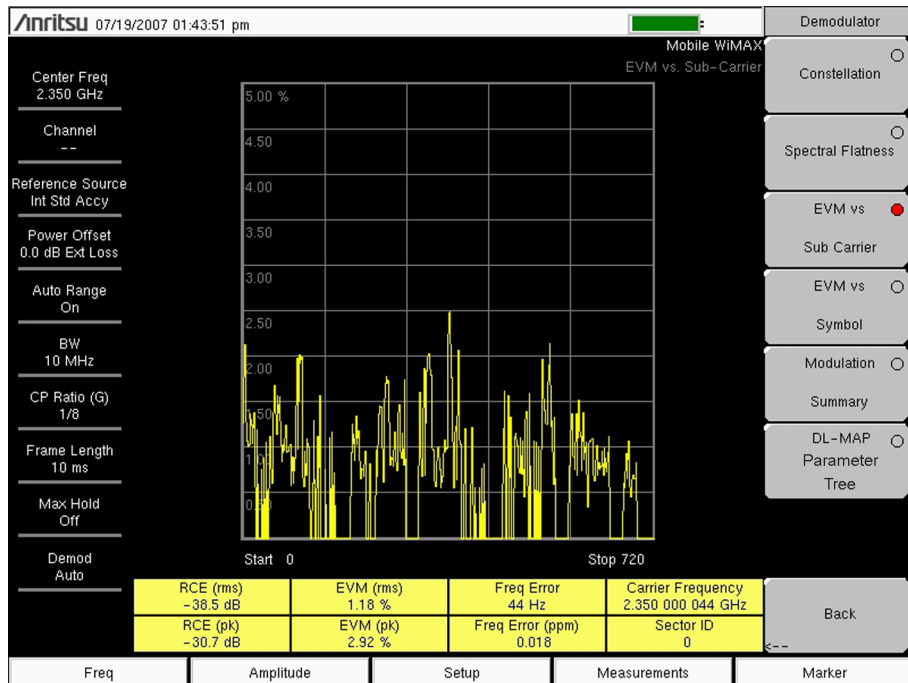 Anritsu 07/19/2007 01:43:51 pm
Mobile WiMAX
EVM vs. Sub-Carrier
Center Freq
2.350 GHz
Channel
--
Reference Source
Int Std Accy
Power Offset
0.0 dB Ext Loss
Auto Range
On
BW
10 MHz
CP Ratio (G)
1/8
Frame Length
10 ms
Max Hold
Off
Demod
Auto
5.00 %
4.50
4.00
3.50
3.00
2.50
2.00
1.50
1.00
0.50
Start 0
Stop 720
RCE (rms)
-38.5 dB
EVM (rms)
1.18 %
Freq Error
44 Hz
Carrier Frequency
2.350 000 044 GHz
RCE (pk)
-30.7 dB
EVM (pk)
2.92 %
Freq Error (ppm)
0.018
Sector ID
0
Demodulator
Constellation
Spectral Flatness
EVM vs
Sub Carrier
EVM vs
Symbol
Modulation
Summary
DL-MAP
Parameter
Tree
Back
<--
Freq
Amplitude
Setup
Measurements
Marker